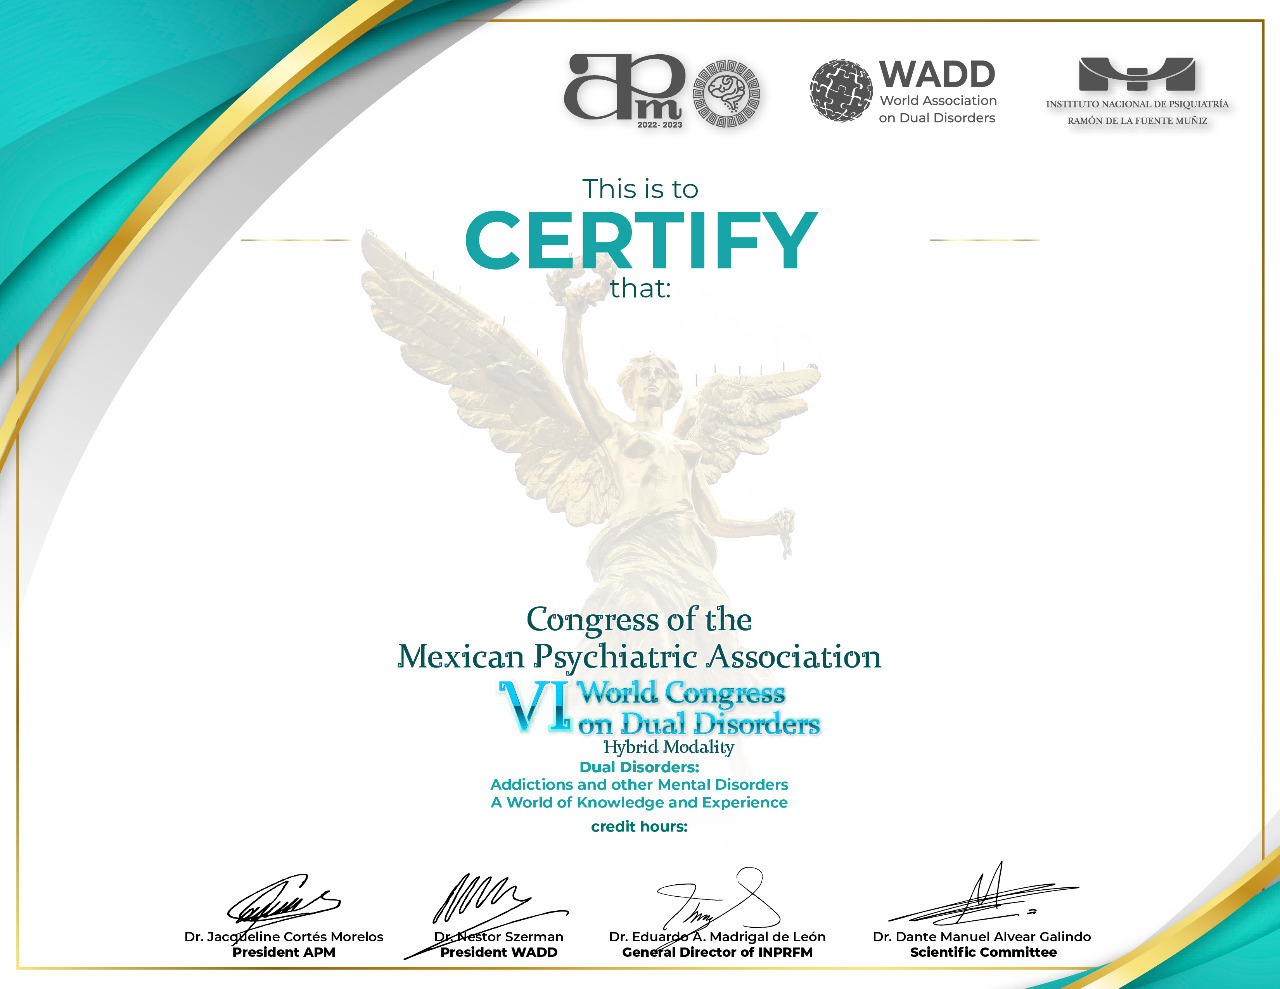 apm
2022- 2023
WADD
World Association
on Dual Disorders
INSTITUTO NACIONAL DE PSIQUIATRÍA
RAMÓN DE LA FUENTE MUÑIZ
This is to
CERTIFY
that:
Congress of the
Mexican Psychiatric Association
VI World Congress
on Dual Disorders
Hybrid Modality
Dual Disorders:
Addictions and other Mental Disorders
A World of Knowledge and Experience
credit hours:
Dr. Jacqueline Cortés Morelos
President APM
Dr. Nestor Szerman
President WADD
Dr. Eduardo A. Madrigal de León
General Director of INPRFM
Dr. Dante Manuel Alvear Galindo
Scientific Committee